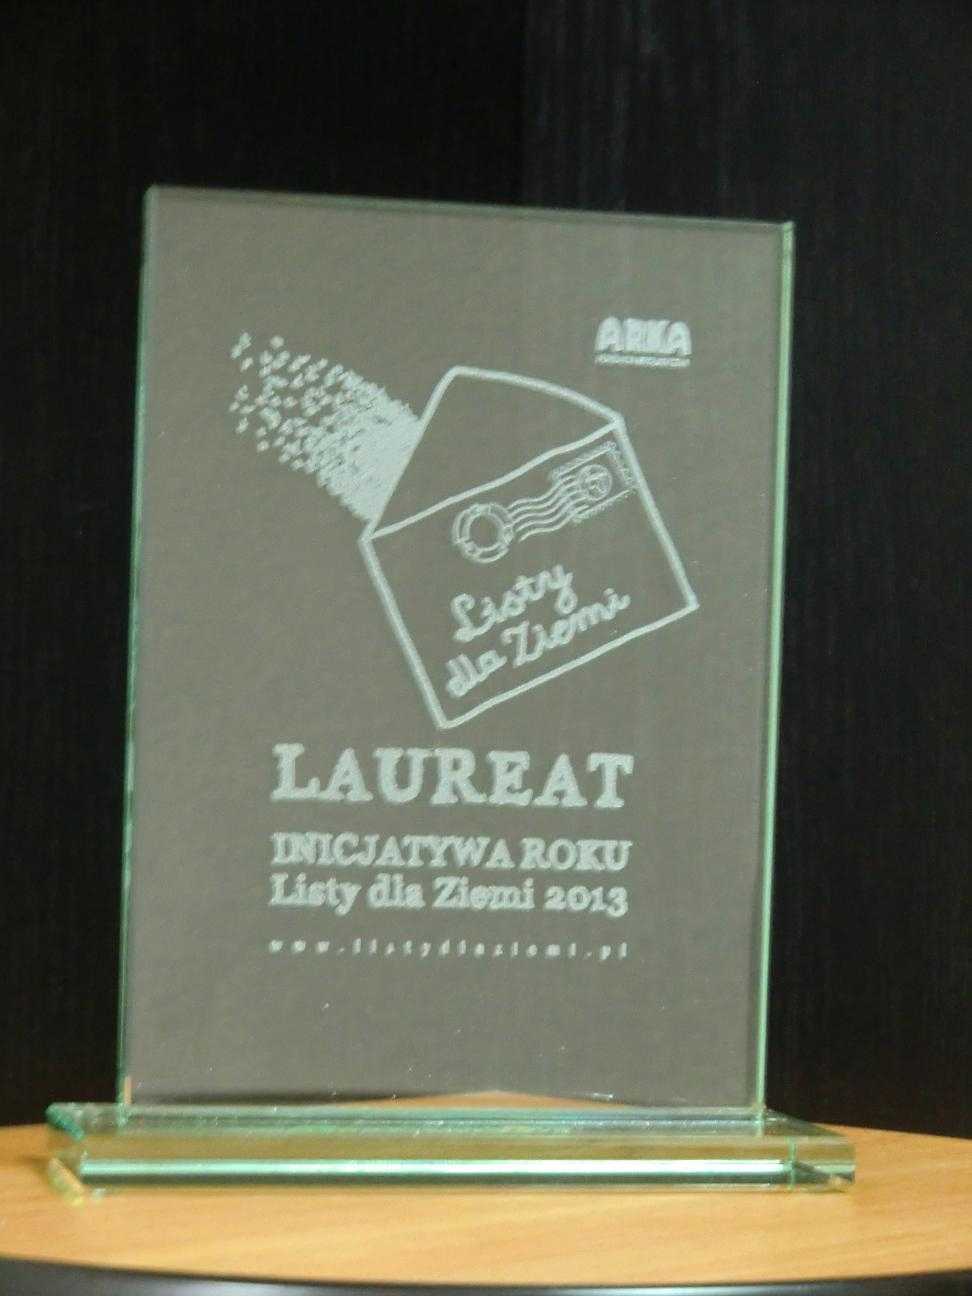 ARKA
Listy
dla Ziemi
LAUREAT
INICJATYWA ROKU
Listy dla Ziemi 2013
www.listydlaziemi.pl